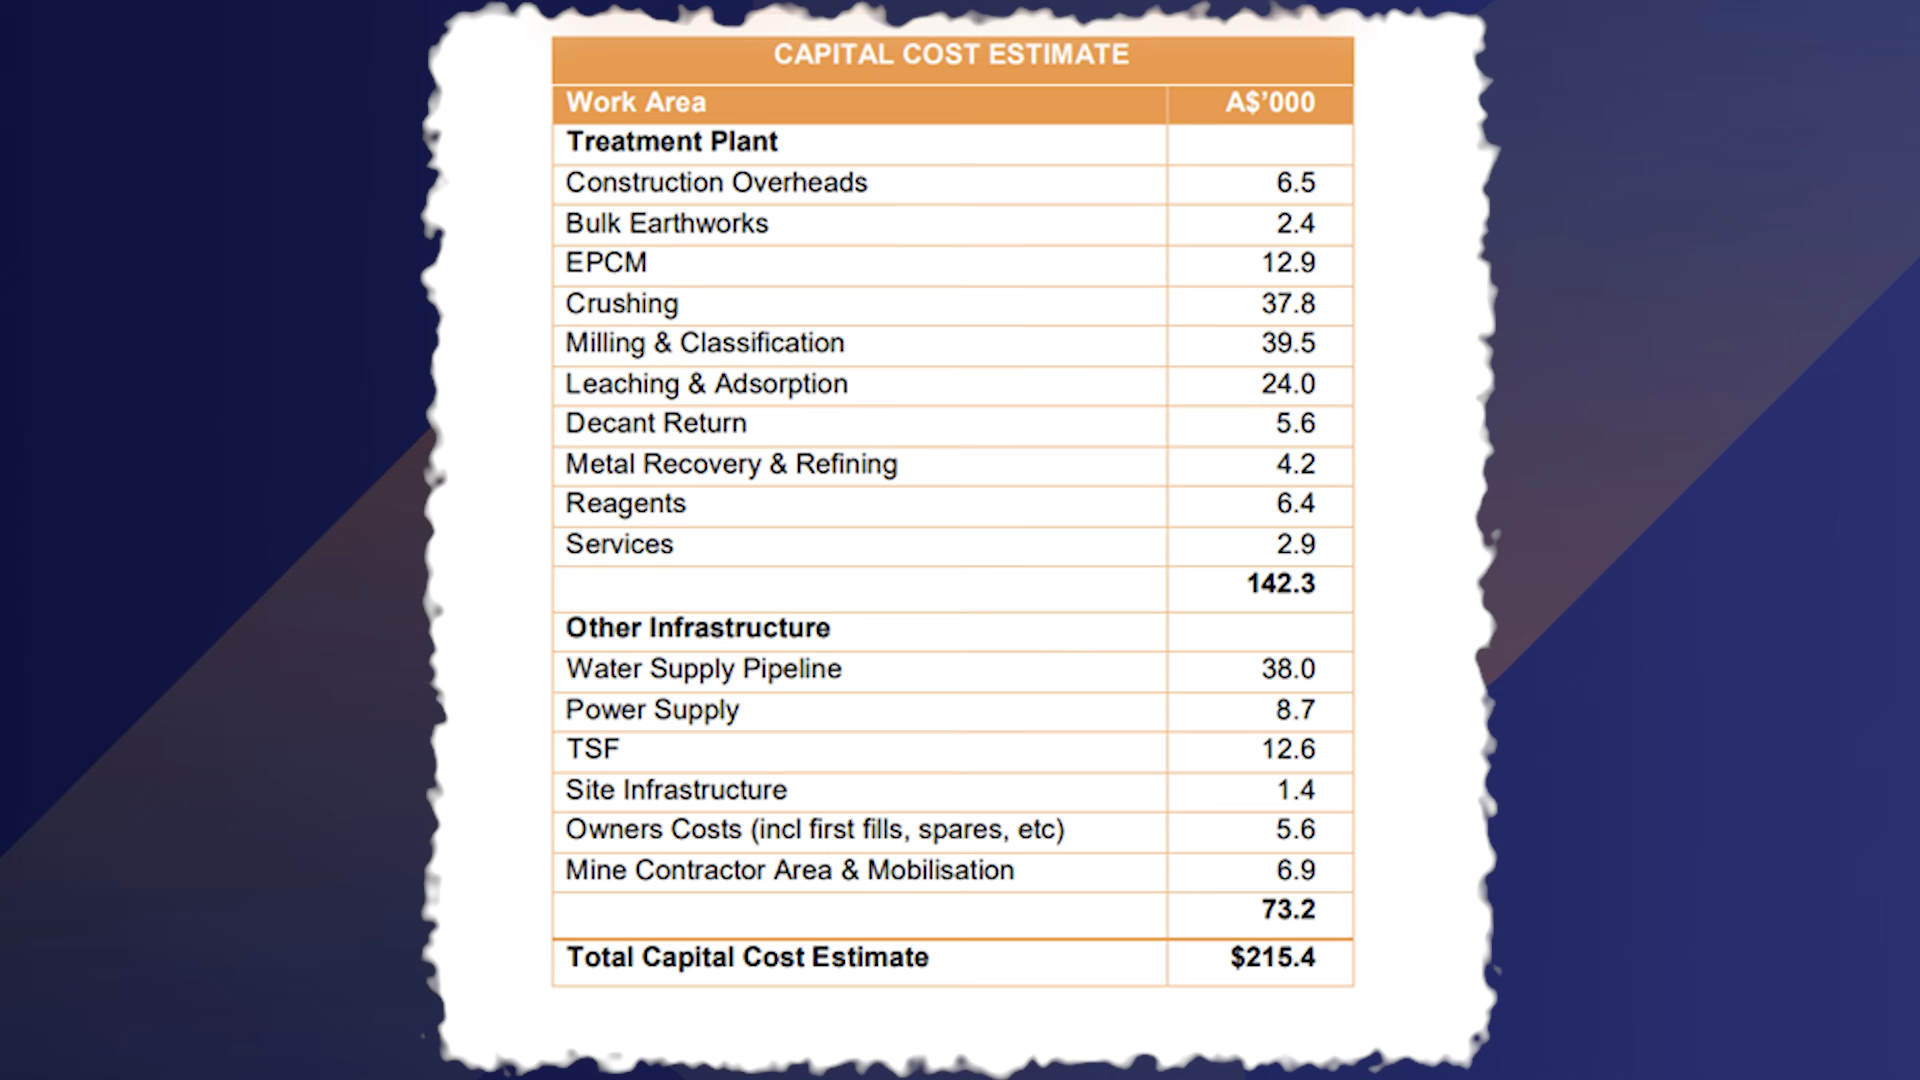 CAPITAL COST ESTIMATE
Work Area A$’000
Treatment Plant
Construction Overheads 6.5
Bulk Earthworks 2.4
EPCM 12.9
Crushing 37.8
Milling & Classification 39.5
Leaching & Adsorption 24.0
Decant Return 5.6
Metal Recovery & Refining 4.2
Reagents 6.4
Services 2.9
142.3
Other Infrastructure
Water Supply Pipeline 38.0
Power Supply 8.7
TSF 12.6
Site Infrastructure 1.4
Owners Costs (incl first fills, spares, etc) 5.6
Mine Contractor Area & Mobilisation 6.9
73.2
Total Capital Cost Estimate $215.4